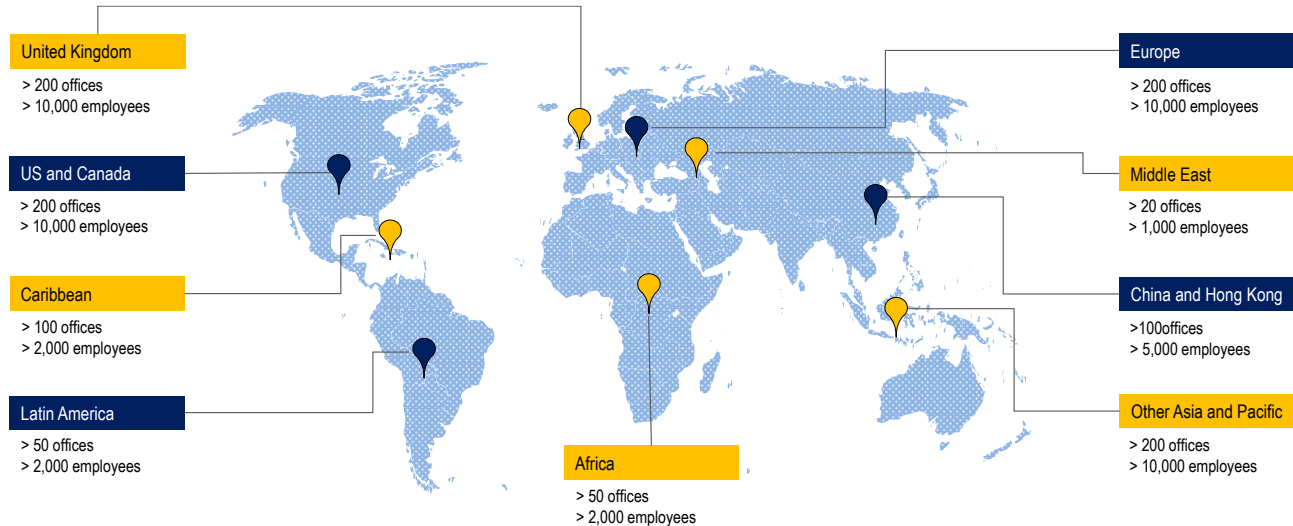 United Kingdom
> 200 offices
> 10,000 employees
US and Canada
> 200 offices
> 10,000 employees
Caribbean
> 100 offices
> 2,000 employees
Latin America
> 50 offices
> 2,000 employees
Africa
> 50 offices
> 2,000 employees
Europe
> 200 offices
> 10,000 employees
Middle East
> 20 offices
> 1,000 employees
China and Hong Kong
>100offices
> 5,000 employees
Other Asia and Pacific
> 200 offices
> 10,000 employees